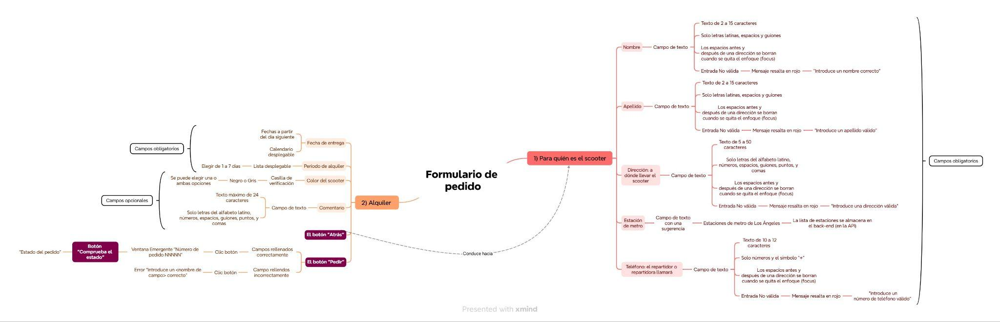 Formulario de
pedido
1) Para quién es el scooter
Nombre
Campo de texto
Texto de 2 a 15 caracteres
Solo letras latinas, espacios y guiones
Los espacios antes y
después de una dirección se borran
cuando se quita el enfoque (focus)
Entrada No válida
Mensaje resalta en rojo
"Introduce un nombre correcto"
Apellido
Campo de texto
Texto de 2 a 15 caracteres
Solo letras latinas, espacios y guiones
Los espacios antes y
después de una dirección se borran
cuando se quita el enfoque (focus)
Entrada No válida
Mensaje resalta en rojo
"Introduce un apellido válido"
Dirección: a
dónde llevar el
scooter
Campo de texto
Texto de 5 a 50
caracteres
Solo letras del alfabeto latino,
números, espacios, guiones, puntos, y
comas
Los espacios antes y
después de una dirección se borran
cuando se quita el enfoque (focus)
Entrada No válida
Mensaje resalta en rojo
"Introduce una dirección válida"
Estación
de metro
Campo de texto
con una
sugerencia
Estaciones de metro de Los Ángeles
La lista de estaciones se almacena en
el back-end (en la API)
Teléfono: el repartidor o
repartidora llamará
Campo de texto
Texto de 10 a 12
caracteres
Solo números y el símbolo "+"
Los espacios antes y
después de una dirección se borran
cuando se quita el enfoque (focus)
Entrada No válida
Mensaje resalta en rojo
"Introduce un
número de teléfono válido"
Campos obligatorios
2) Alquiler
Fecha de entrega
Fechas a partir
del día siguiente
Calendario
desplegable
Periodo de alquiler
Lista desplegable
Elegir de 1 a 7 días
Campos obligatorios
Color del scooter
Casilla de
verificación
Negro o Gris
Se puede elegir una o
ambas opciones
Comentario
Campo de texto
Texto máximo de 24
caracteres
Solo letras del alfabeto latino,
números, espacios, guiones, puntos, y
comas
Campos opcionales
El botón "Atrás"
Conduce hacia
El botón "Pedir"
Campos rellenados
correctamente
Clic botón
Ventana Emergente "Número de
pedido NNNNN"
Botón
"Comprueba el
estado"
"Estado del pedido"
Campo rellendos
incorrectamente
Clic botón
Error "Introduce un <nombre de
campo> correcto"
Presented with xmind